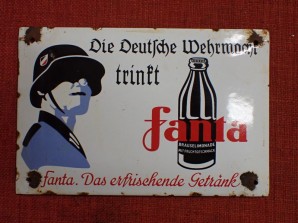 Die Deutsche Wehrmacht
trinkt
fanta
BRAUSELIMONADE
fanta. Das erfrischende Getränk